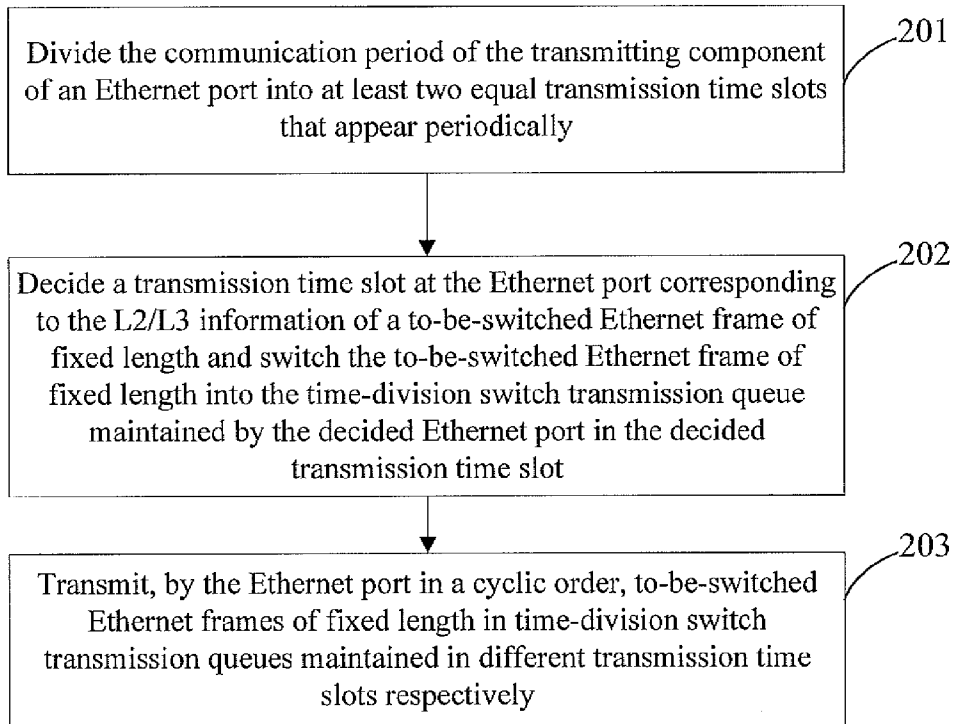 Divide the communication period of the transmitting component
of an Ethernet port into at least two equal transmission time slots
that appear periodically
201
Decide a transmission time slot at the Ethernet port corresponding
to the L2/L3 information of a to-be-switched Ethernet frame of
fixed length and switch the to-be-switched Ethernet frame of
fixed length into the time-division switch transmission queue
maintained by the decided Ethernet port in the decided
transmission time slot
202
Transmit, by the Ethernet port in a cyclic order, to-be-switched
Ethernet frames of fixed length in time-division switch
transmission queues maintained in different transmission time
slots respectively
203